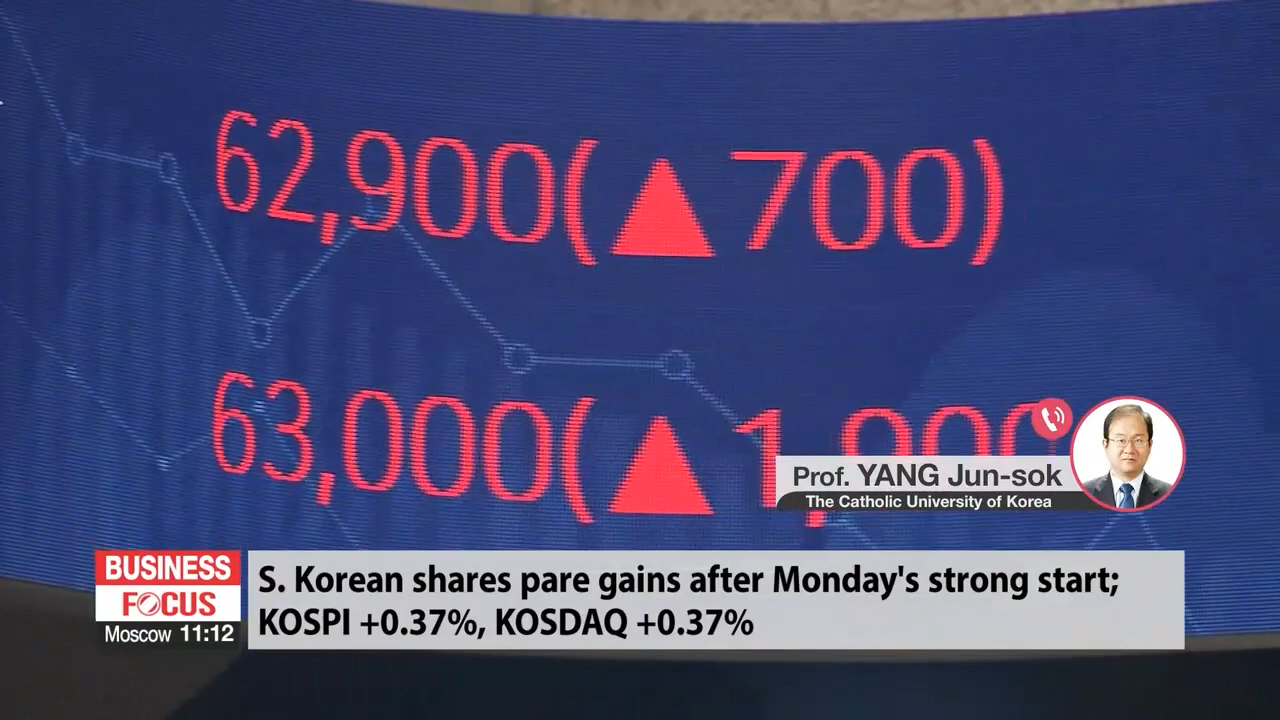 62,900(▲700)
63,000(▲1,900
Prof. YANG Jun-sok
The Catholic University of Korea
BUSINESS
FOCUS
Moscow 11:12
S. Korean shares pare gains after Monday's strong start;
KOSPI +0.37%, KOSDAQ +0.37%